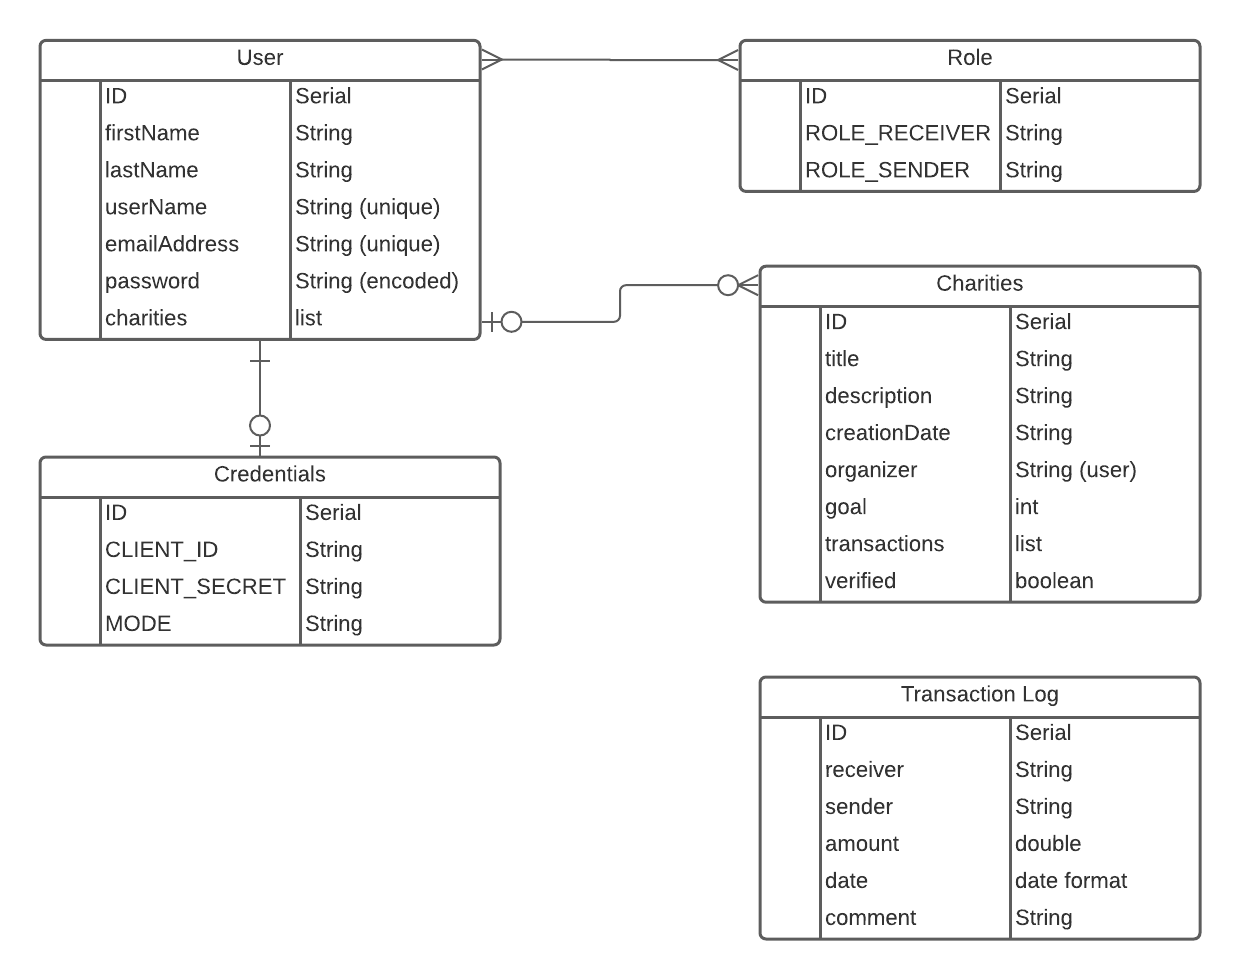 User
ID Serial
firstName String
lastName String
userName String (unique)
emailAddress String (unique)
password String (encoded)
charities list
Role
ID Serial
ROLE_RECEIVER String
ROLE_SENDER String
Charities
ID Serial
title String
description String
creationDate String
organizer String (user)
goal int
transactions list
verified boolean
Credentials
ID Serial
CLIENT_ID String
CLIENT_SECRET String
MODE String
Transaction Log
ID Serial
receiver String
sender String
amount double
date date format
comment String